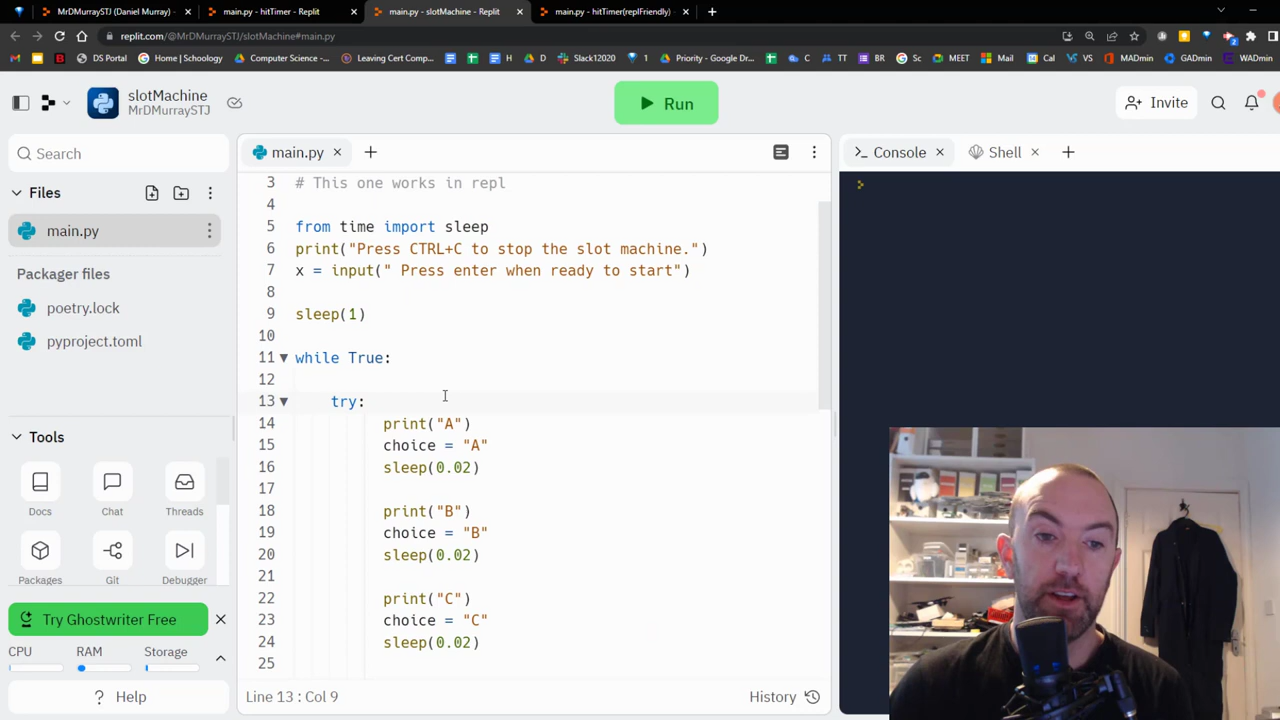 MrDMurraySTJ (Daniel Murray)
main.py - hitTimer - Replit
main.py - slotMachine - Replit
main.py - hitTimer(replFriendly)
replit.com/@MrDMurraySTJ/slotMachine#main.py
DS Portal
Home | Schoology
Computer Science -...
Leaving Cert Comp...
H
D
Slack12020
1
Priority - Google Dr...
C
TT
BR
Sc
MEET
Mail
Cal
VS
MADmin
GADmin
WADmin
slotMachine
MrDMurraySTJ
Run
Invite
Search
Files
main.py
Packager files
poetry.lock
pyproject.toml
Tools
Docs
Chat
Threads
Packages
Git
Debugger
Try Ghostwriter Free
CPU
RAM
Storage
? Help
main.py
3 # This one works in repl
4
5 from time import sleep
6 print("Press CTRL+C to stop the slot machine.")
7 x = input(" Press enter when ready to start")
8
9 sleep(1)
10
11 while True:
12
13 try:
14 print("A")
15 choice = "A"
16 sleep(0.02)
17
18 print("B")
19 choice = "B"
20 sleep(0.02)
21
22 print("C")
23 choice = "C"
24 sleep(0.02)
25
Line 13 : Col 9
History
Console
Shell